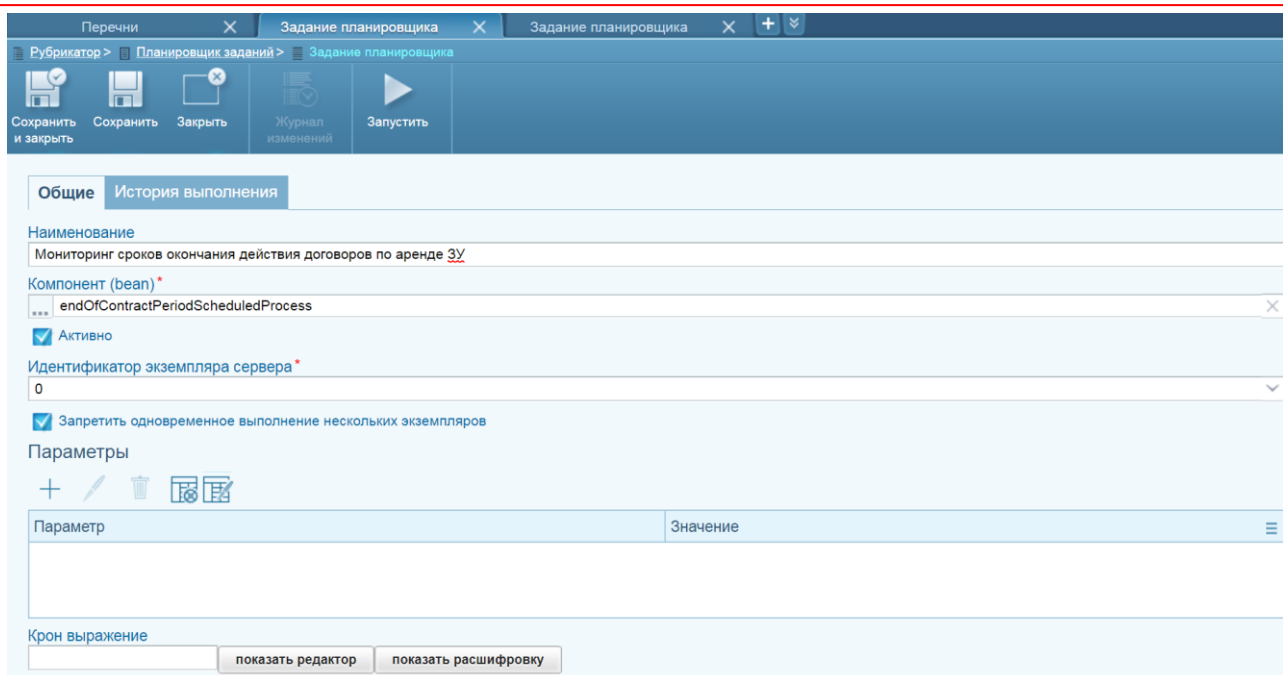 Перечни
Задание планировщика
Задание планировщика
Рубрикатор > Планировщик заданий > Задание планировщика
Сохранить и закрыть
Сохранить
Закрыть
Журнал изменений
Запустить
Общие
История выполнения
Наименование
Мониторинг сроков окончания действия договоров по аренде ЗУ
Компонент (bean)*
... endOfContractPeriodScheduledProcess
Активно
Идентификатор экземпляра сервера*
0
Запретить одновременное выполнение нескольких экземпляров
Параметры
Параметр
Значение
Крон выражение
показать редактор
показать расшифровку